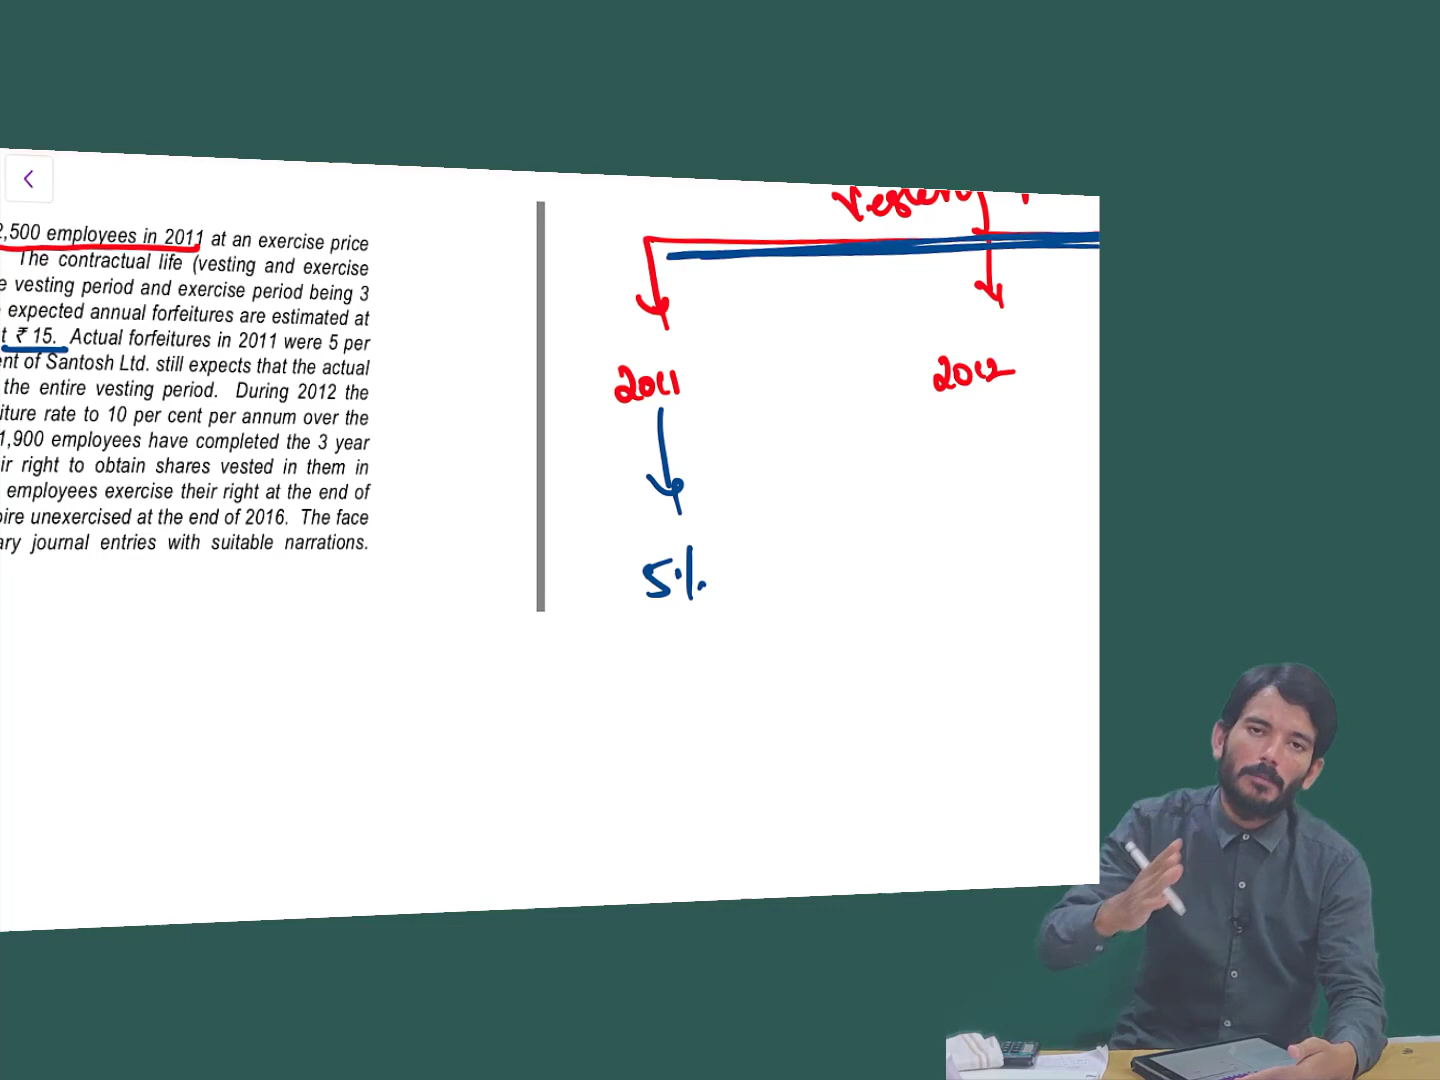 2,500 employees in 2011 at an exercise price
The contractual life (vesting and exercise
vesting period and exercise period being 3
expected annual forfeitures are estimated at
₹ 15. Actual forfeitures in 2011 were 5 per
of Santosh Ltd. still expects that the actual
the entire vesting period. During 2012 the
rate to 10 per cent per annum over the
1,900 employees have completed the 3 year
right to obtain shares vested in them in
employees exercise their right at the end of
unexercised at the end of 2016. The face
journal entries with suitable narrations.
2011
2012
5%